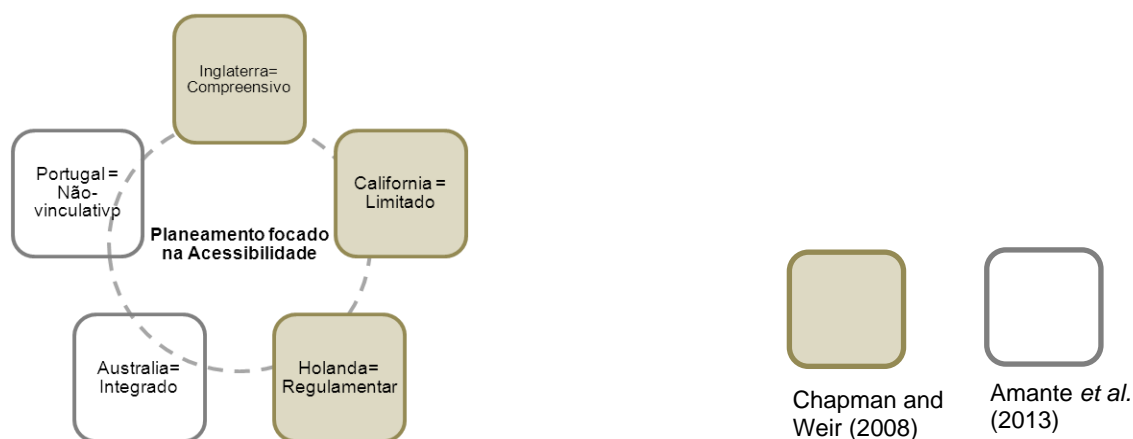 Inglaterra=
Compreensivo
Portugal =
Não-
vinculativp
California =
Limitado
Planeamento focado
na Acessibilidade
Australia=
Integrado
Holanda=
Regulamentar
Chapman and
Weir (2008)
Amante et al.
(2013)